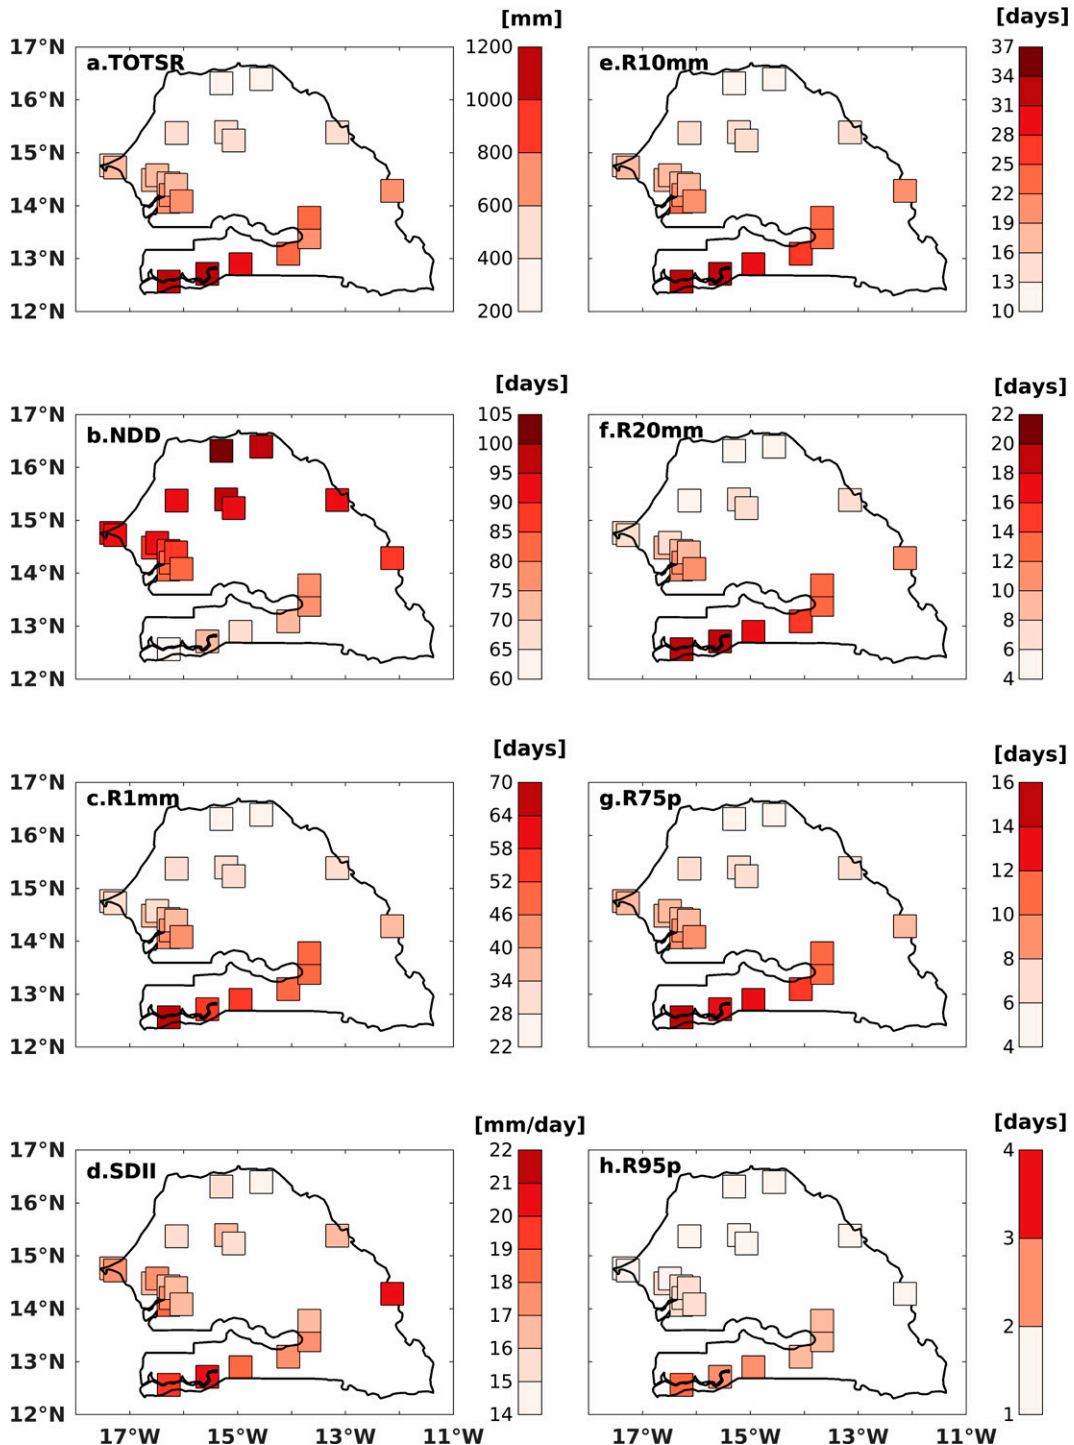 [mm]
a.TOTSR
17°N
16°N
15°N
14°N
13°N
12°N
1200
1000
800
600
400
200
[days]
e.R10mm
37
34
31
28
25
22
19
16
13
10
[days]
b.NDD
17°N
16°N
15°N
14°N
13°N
12°N
105
100
95
90
85
80
75
70
65
60
[days]
f.R20mm
22
20
18
16
14
12
10
8
6
4
[days]
c.R1mm
17°N
16°N
15°N
14°N
13°N
12°N
70
64
58
52
46
40
34
28
22
[days]
g.R75p
16
14
12
10
8
6
4
[mm/day]
d.SDII
17°N
16°N
15°N
14°N
13°N
12°N
22
21
20
19
18
17
16
15
14
17°W 15°W 13°W 11°W
[days]
h.R95p
4
3
2
1
17°W 15°W 13°W 11°W